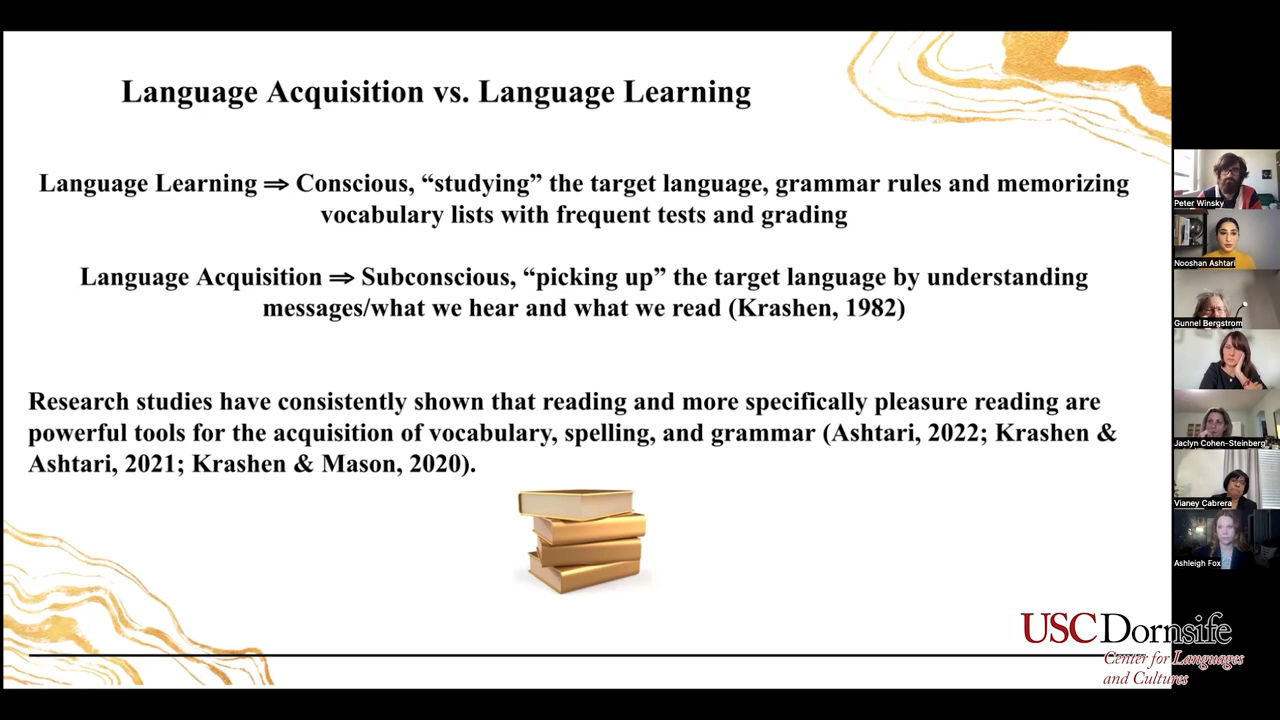 Language Acquisition vs. Language Learning
Language Learning ⇒ Conscious, “studying” the target language, grammar rules and memorizing
vocabulary lists with frequent tests and grading
Language Acquisition ⇒ Subconscious, “picking up” the target language by understanding
messages/what we hear and what we read (Krashen, 1982)
Research studies have consistently shown that reading and more specifically pleasure reading are
powerful tools for the acquisition of vocabulary, spelling, and grammar (Ashtari, 2022; Krashen &
Ashtari, 2021; Krashen & Mason, 2020).
Peter Winsky
Nooshan Ashtari
Gunnel Bergstrom
Jaclyn Cohen-Steinberg
Vianey Cabrera
Ashleigh Fox
USC Dornsife
Center for Languages
and Cultures